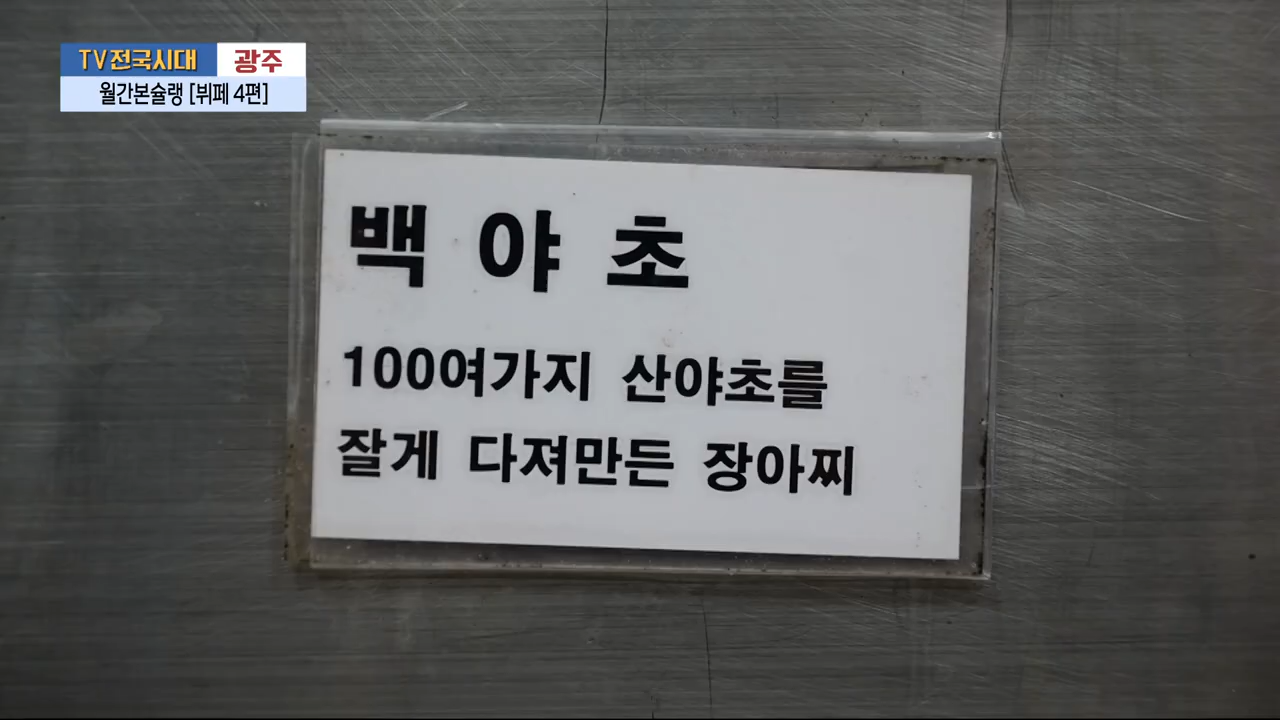 TV전국시대 광주
월간본슐랭 [뷔페 4편]
백 야 초
100여가지 산야초를
잘게 다져만든 장아찌